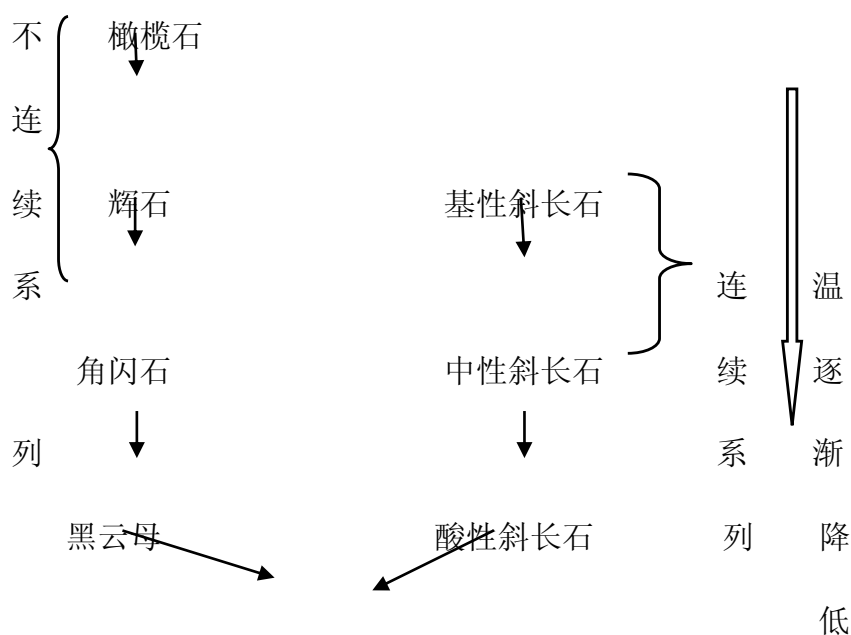 不 橄榄石
连
续 辉石 基性斜长石
系 连 温
角闪石 中性斜长石 续 逐
列 系 渐
黑云母 酸性斜长石 列 降
低